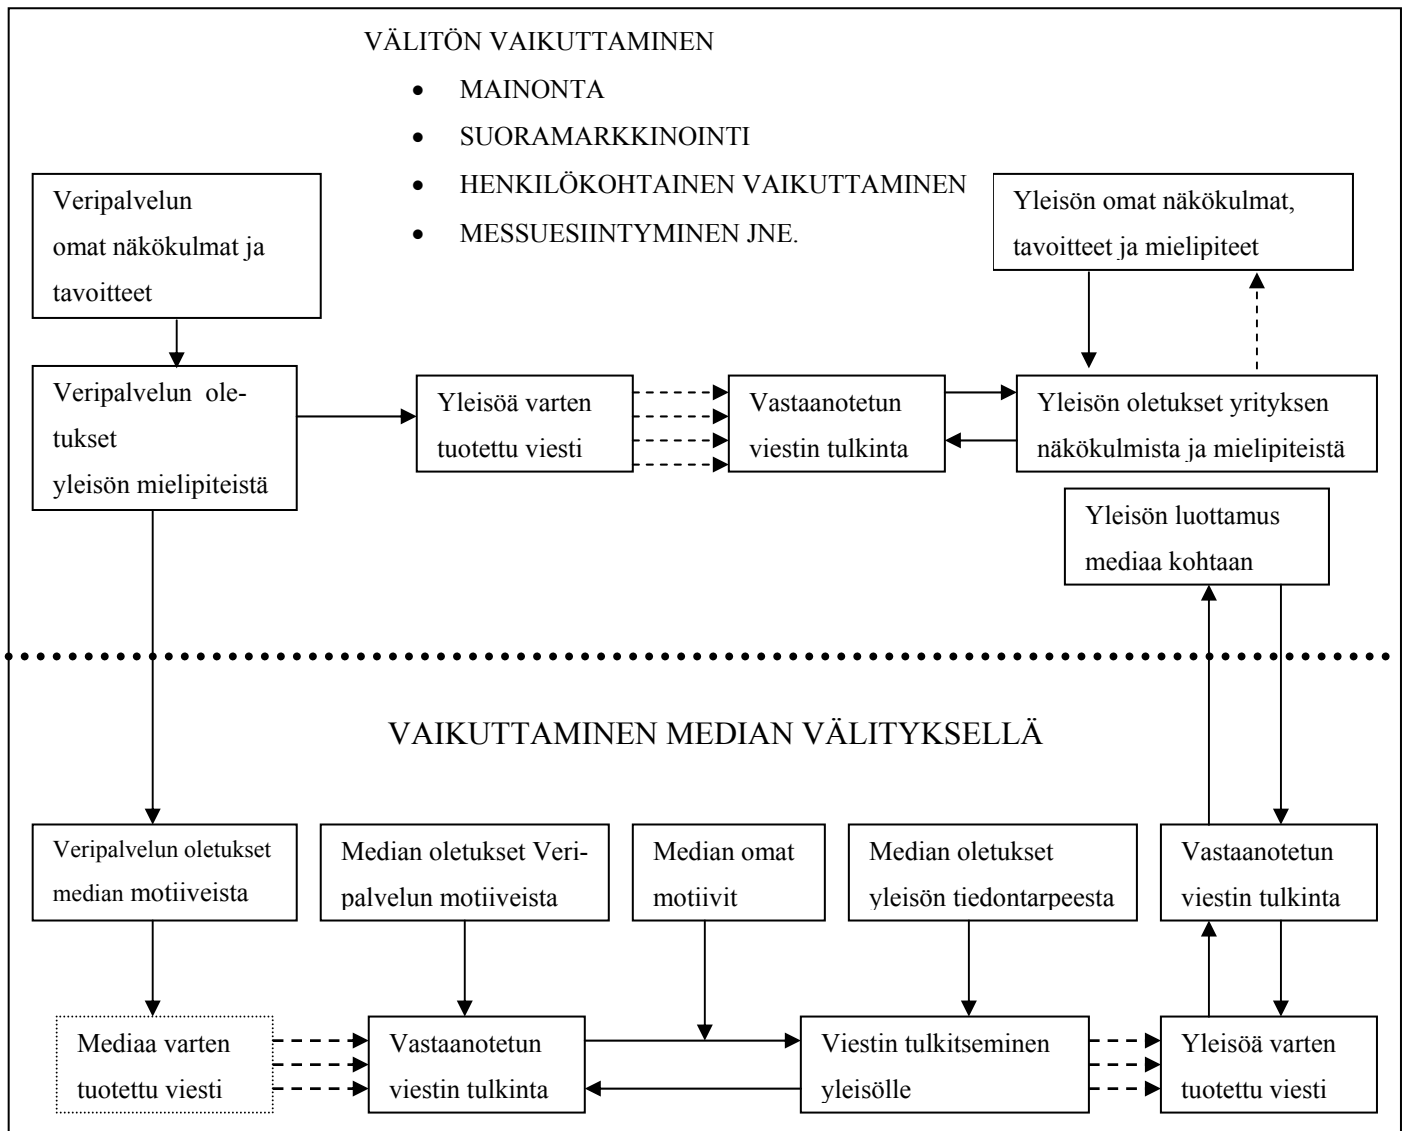 VÄLITÖN VAIKUTTAMINEN
• MAINONTA
• SUORAMARKKINOINTI
• HENKILÖKOHTAINEN VAIKUTTAMINEN
• MESSUESIINTYMINEN JNE.
Veripalvelun
omat näkökulmat ja
tavoitteet
Yleisön omat näkökulmat,
tavoitteet ja mielipiteet
Veripalvelun ole-
tukset
yleisön mielipiteistä
Yleisöä varten
tuotettu viesti
Vastaanotetun
viestin tulkinta
Yleisön oletukset yrityksen
näkökulmista ja mielipiteistä
Yleisön luottamus
mediaa kohtaan
VAIKUTTAMINEN MEDIAN VÄLITYKSELLÄ
Veripalvelun oletukset
median motiiveista
Median oletukset Veri-
palvelun motiiveista
Median omat
motiivit
Median oletukset
yleisön tiedontarpeesta
Vastaanotetun
viestin tulkinta
Mediaa varten
tuotettu viesti
Vastaanotetun
viestin tulkinta
Viestin tulkitseminen
yleisölle
Yleisöä varten
tuotettu viesti